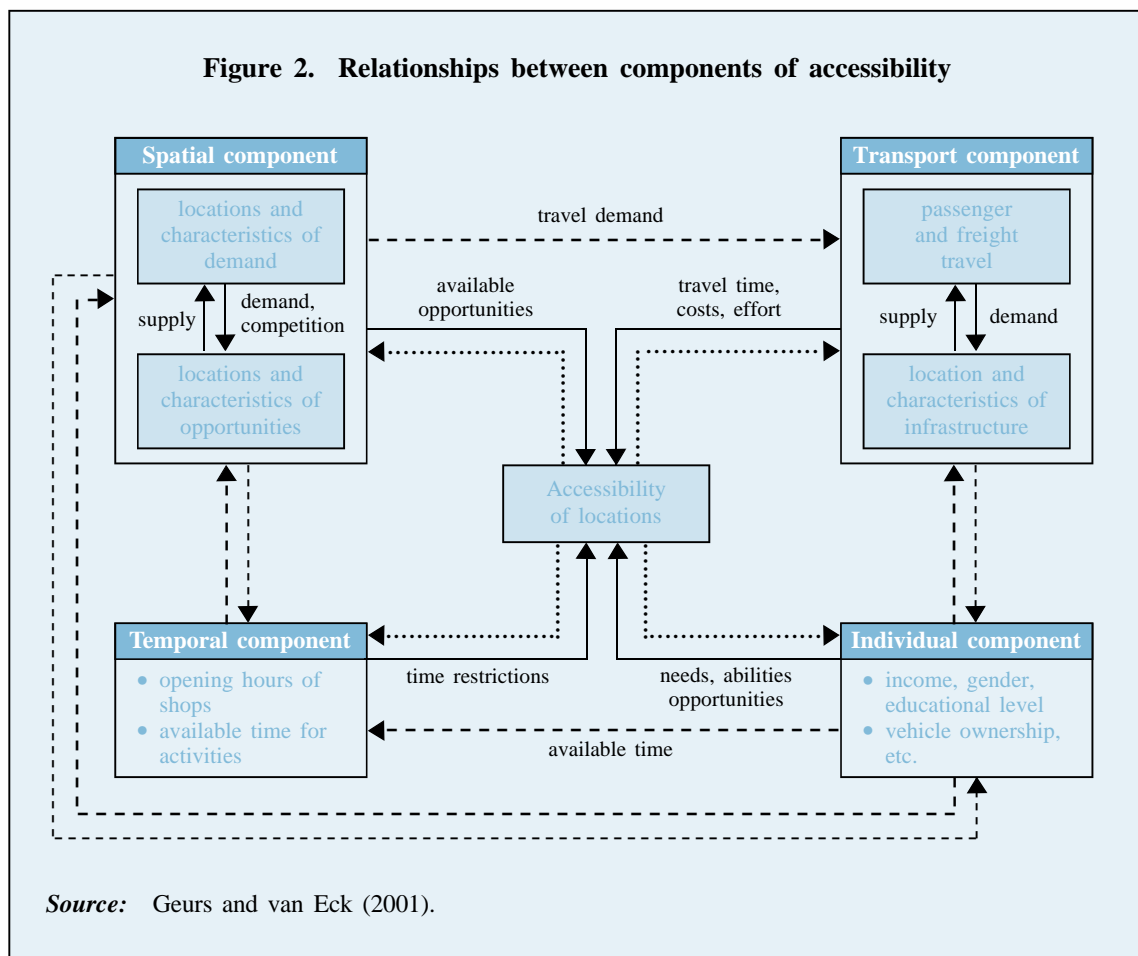 Figure 2. Relationships between components of accessibility
Spatial component
locations and
characteristics of
demand
supply
demand,
competition
locations and
characteristics of
opportunities
travel demand
available
opportunities
travel time,
costs, effort
Transport component
passenger
and freight
travel
supply
demand
location and
characteristics of
infrastructure
Accessibility
of locations
Temporal component
• opening hours of
shops
• available time for
activities
time restrictions
needs, abilities
opportunities
available time
Individual component
• income, gender,
educational level
• vehicle ownership,
etc.
Source: Geurs and van Eck (2001).